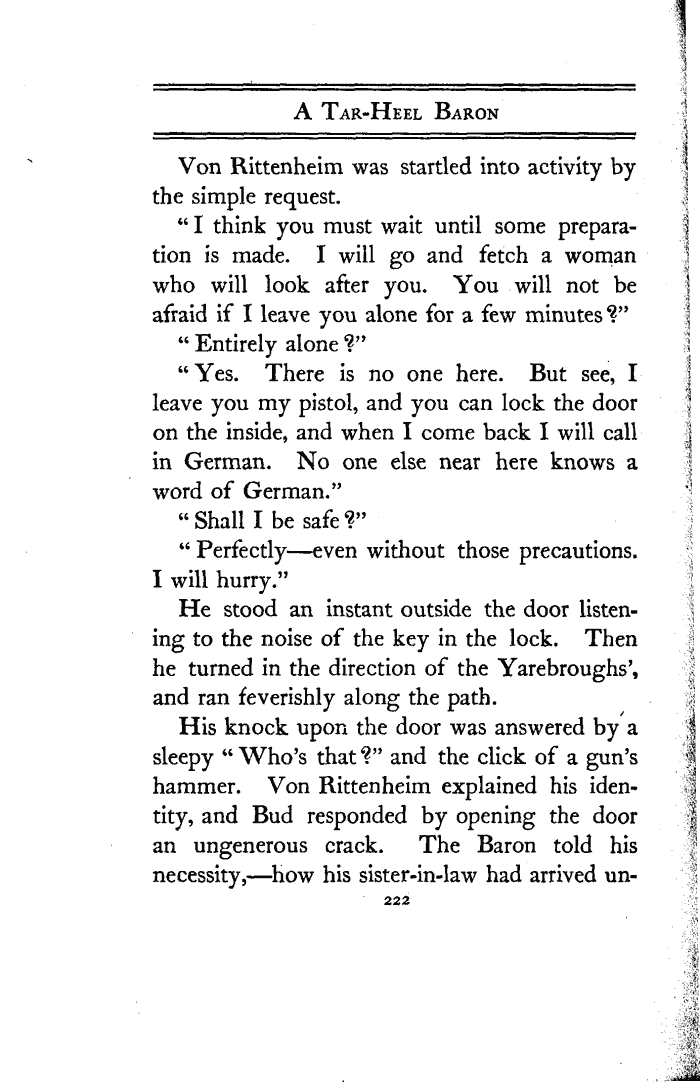 A Tar-Heel Baron
Von Rittenheim was startled into activity by
the simple request.
“I think you must wait until some prepara-
tion is made. I will go and fetch a woman
who will look after you. You will not be
afraid if I leave you alone for a few minutes?”
“Entirely alone?”
“Yes. There is no one here. But see, I
leave you my pistol, and you can lock the door
on the inside, and when I come back I will call
in German. No one else near here knows a
word of German.”
“Shall I be safe?”
“Perfectly—even without those precautions.
I will hurry.”
He stood an instant outside the door listen-
ing to the noise of the key in the lock. Then
he turned in the direction of the Yarebroughs’,
and ran feverishly along the path.
His knock upon the door was answered by a
sleepy “Who’s that?” and the click of a gun’s
hammer. Von Rittenheim explained his iden-
tity, and Bud responded by opening the door
an ungenerous crack. The Baron told his
necessity,—how his sister-in-law had arrived un-
222